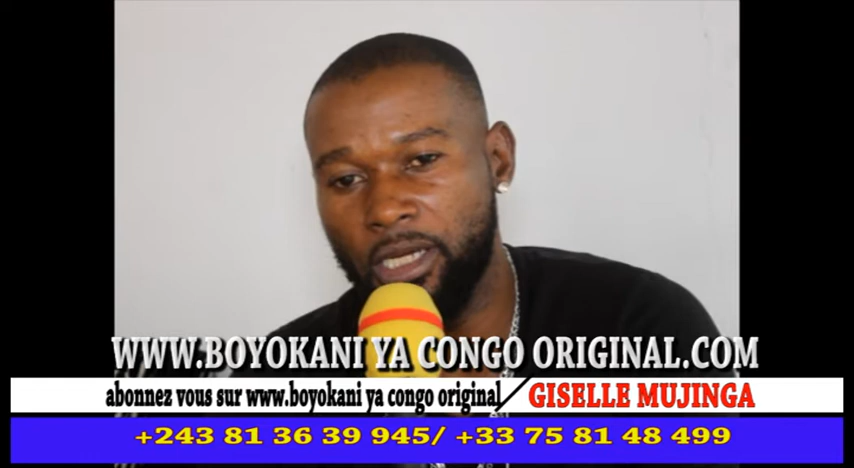 WWW.BOYOKANI YA CONGO ORIGINAL.COM
abonnez vous sur www.boyokani ya congo original/ GISELLE MUJINGA
+243 81 36 39 945/ +33 75 81 48 499